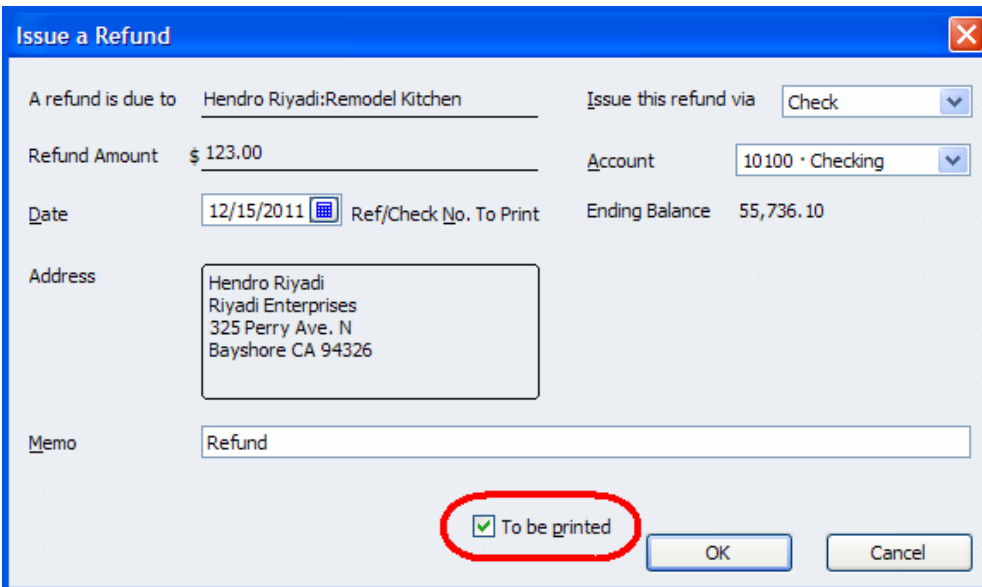 Issue a Refund
A refund is due to Hendro Riyadi:Remodel Kitchen Issue this refund via Check
Refund Amount $ 123.00 Account 10100 · Checking
Date 12/15/2011 Ref/Check No. To Print Ending Balance 55,736.10
Address
Hendro Riyadi
Riyadi Enterprises
325 Perry Ave. N
Bayshore CA 94326
Memo Refund
To be printed
OK Cancel